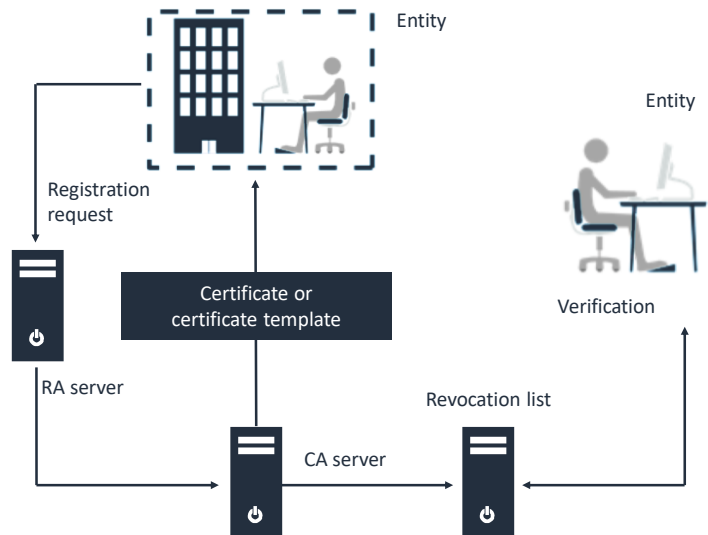 Entity
Entity
Registration
request
Certificate or
certificate template
Verification
RA server
Revocation list
CA server